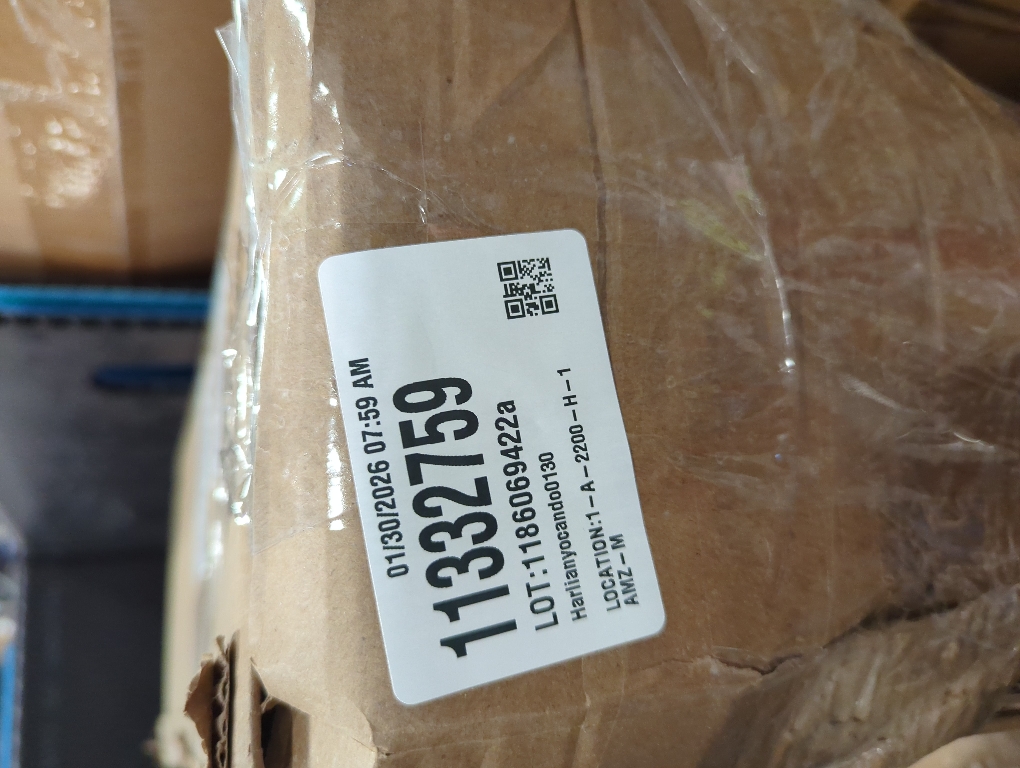 01/30/2026 07:59 AM
11332759
LOT:1186069422a
Harlianyocando0130
LOCATION:1-A-2200-H-1
AMZ-M